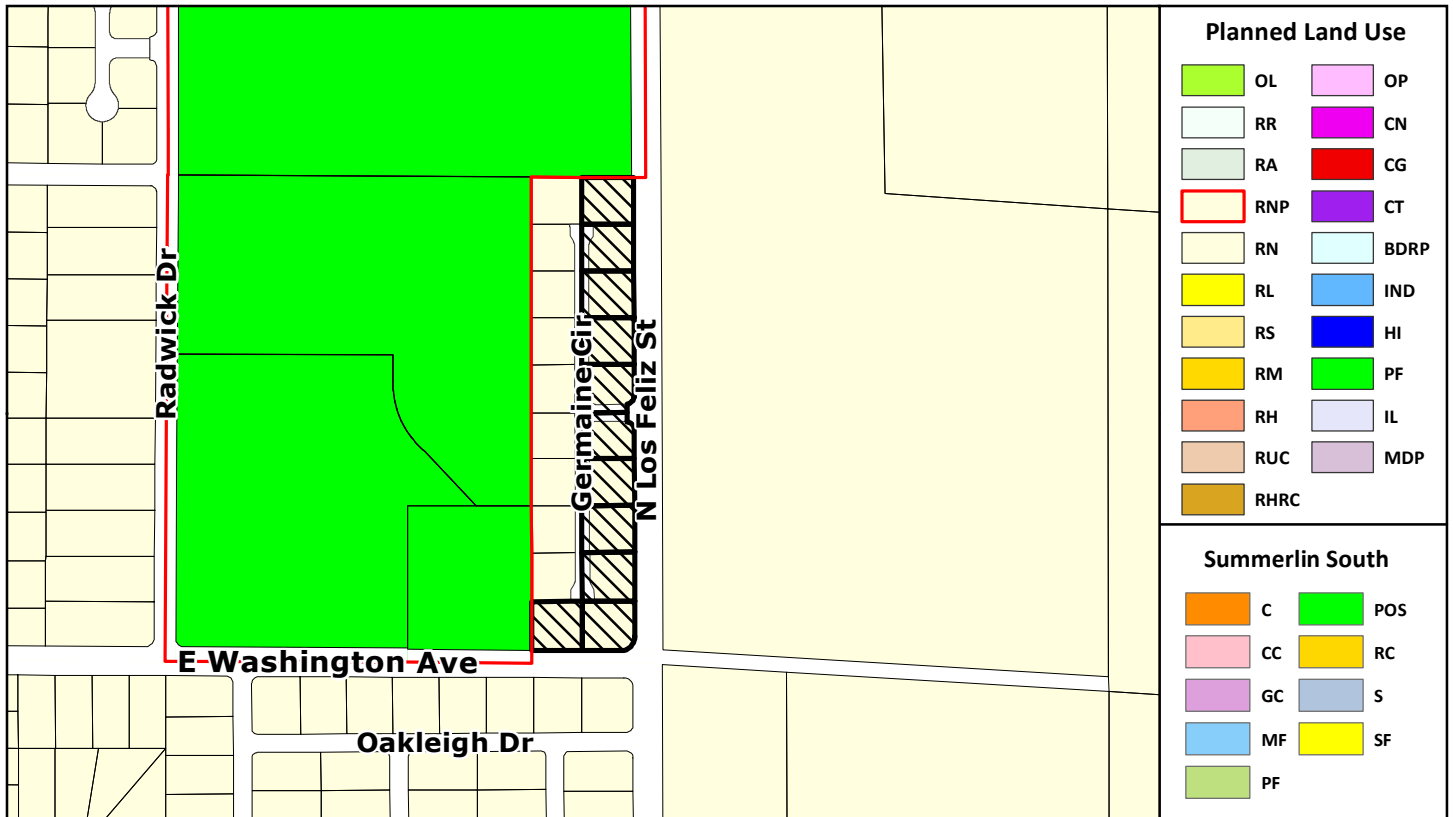 Radwick Dr
Germaine Cir
N Los Feliz St
E Washington Ave
Oakleigh Dr
Planned Land Use
OL
OP
RR
CN
RA
CG
RNP
CT
RN
BDRP
RL
IND
RS
HI
RM
PF
RH
IL
RUC
MDP
RHRC
Summerlin South
C
POS
CC
RC
GC
S
MF
SF
PF